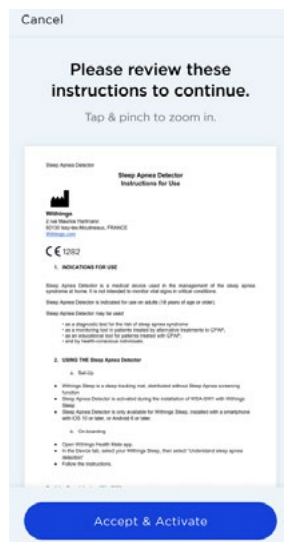 Cancel
Please review these
instructions to continue.
Tap & pinch to zoom in.
Sleep Apnea Detector
Sleep Apnea Detector
Instructions for Use
Withings
2 rue Maurice Hartmann
92130 Issy-les-Moulineaux, FRANCE
Withings.com
CE 1282
1. INDICATIONS FOR USE
Sleep Apnea Detector is a medical device used in the management of the sleep apnea
syndrome at home. It is not intended to monitor vital signs in critical conditions.
Sleep Apnea Detector is indicated for use on adults (18 years of age or older).
Sleep Apnea Detector may be used
- as a diagnostic tool for the risk of sleep apnea syndrome
- as a monitoring tool in patients treated by alternative treatments to CPAP,
- as an educational tool for patients treated with CPAP,
- and by health-conscious individuals.
2. USING THE Sleep Apnea Detector
a. Set-Up
• Withings Sleep is a sleep tracking mat, distributed without Sleep Apnea screening
function
• Sleep Apnea Detector is activated during the installation of WSA-SW1 with Withings
Sleep
• Sleep Apnea Detector is only available for Withings Sleep, installed with a smartphone
with iOS 10 or later, or Android 6 or later.
b. On-boarding
• Open Withings Health Mate app.
• In the Device tab, select your Withings Sleep, then select "Understand sleep apnea
detection"
• Follow the instructions.
Accept & Activate